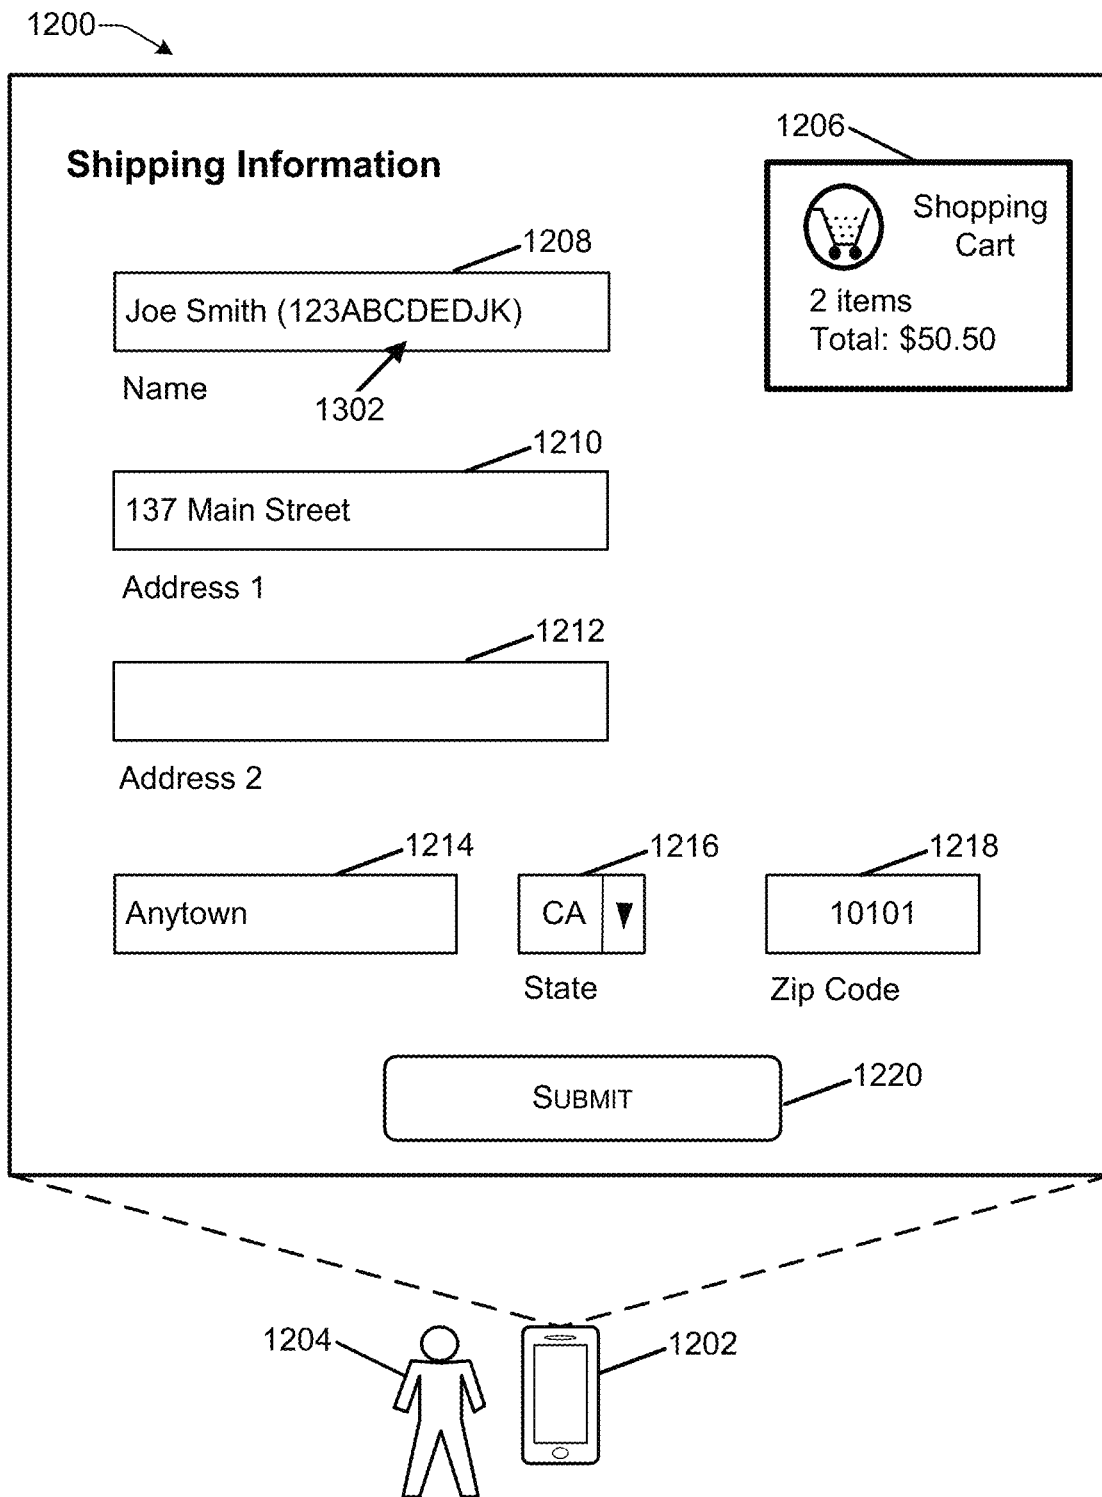 1200
Shipping Information
1206
Shopping
Cart
2 items
Total: $50.50
1208
Joe Smith (123ABCDEDJK)
Name
1302
1210
137 Main Street
Address 1
1212
Address 2
1214
1216
1218
Anytown
CA
10101
State
Zip Code
SUBMIT
1220
1204
1202